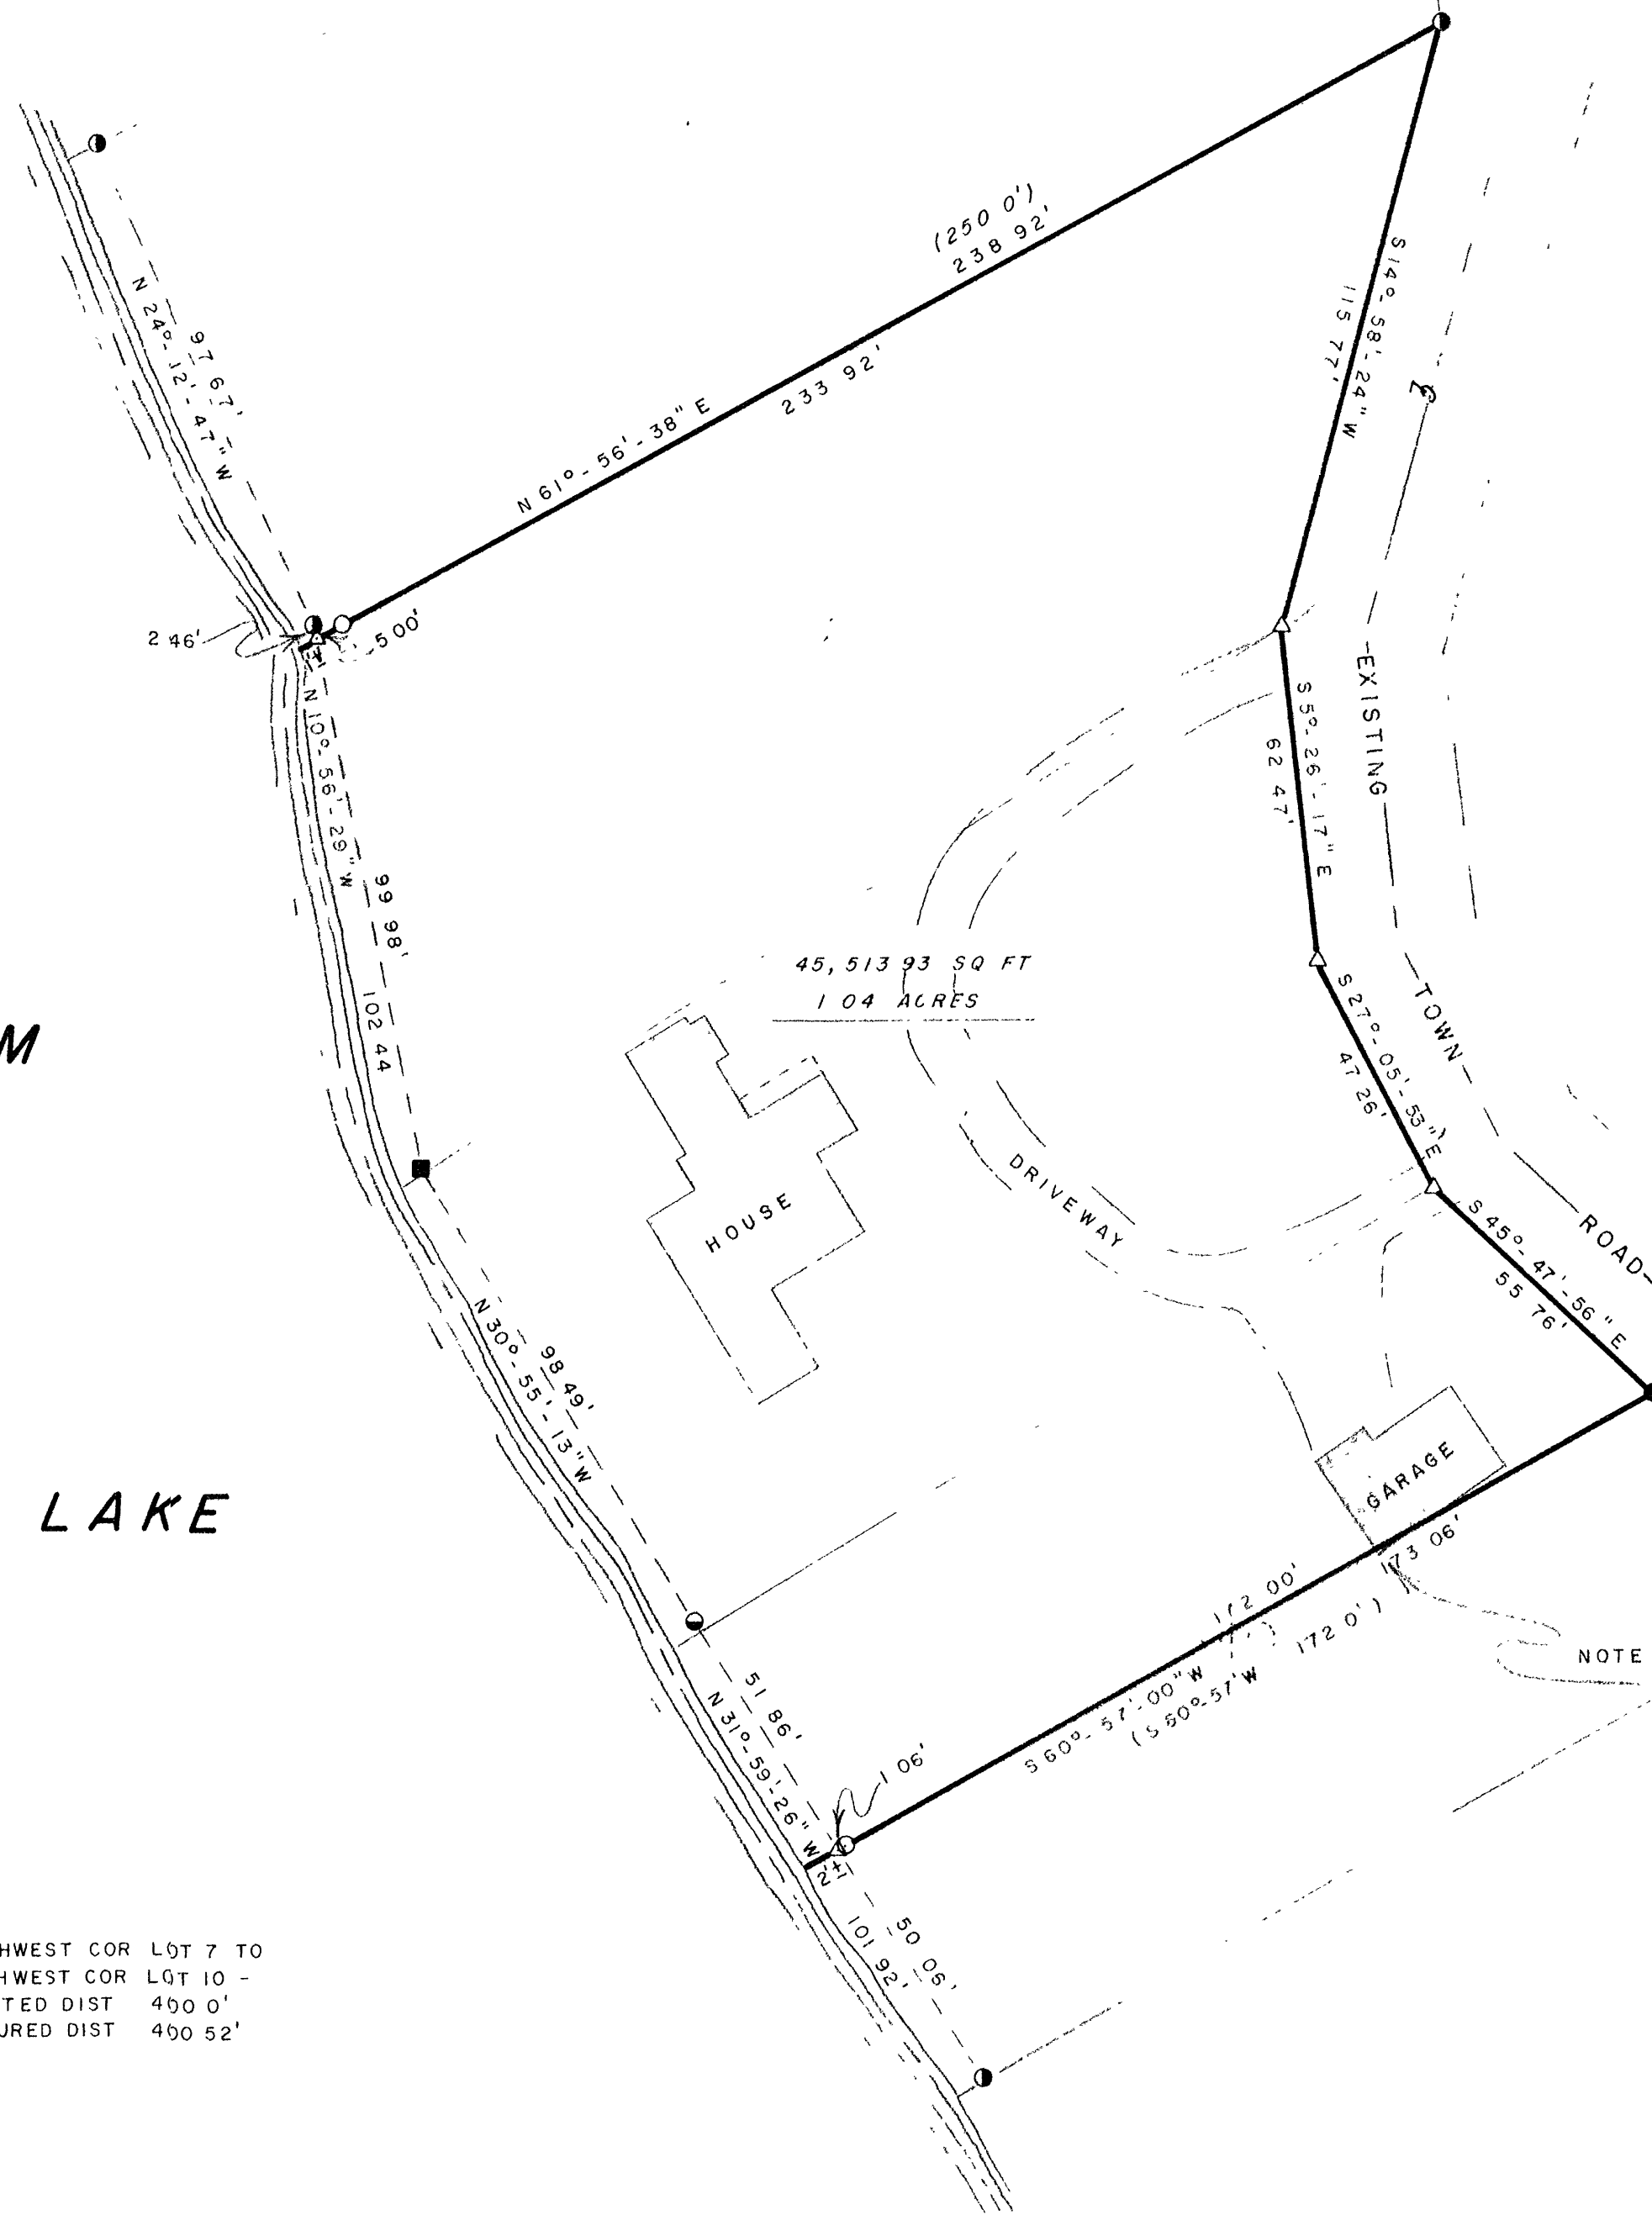 (250 0')
238 92'
N 61°- 56'- 38" E
233 92'
S 14°- 58'- 24" W
115 77'
97 67'
N 24°- 12'- 47" W
2 46'
5 00'
N 10°- 56'- 29" W
99 98'
102 44
S 5°- 26'- 17" E
62 47'
EXISTING
TOWN
ROAD
45,513 93 SQ FT
1 04 ACRES
S 27°- 05'- 53" E
47 26'
M
HOUSE
DRIVEWAY
S 45°- 47'- 56" E
55 76'
N 30°- 55'- 13" W
98 49'
LAKE
GARAGE
173 06'
172 00'
S 60°- 57'- 00" W
(S 60°- 57' W 172 0')
NOTE
51 86'
N 31°- 59'- 26" W
1 06'
2'±
50 06'
101 92'
HWEST COR LOT 7 TO
HWEST COR LOT 10 -
TED DIST 400 0'
URED DIST 400 52'